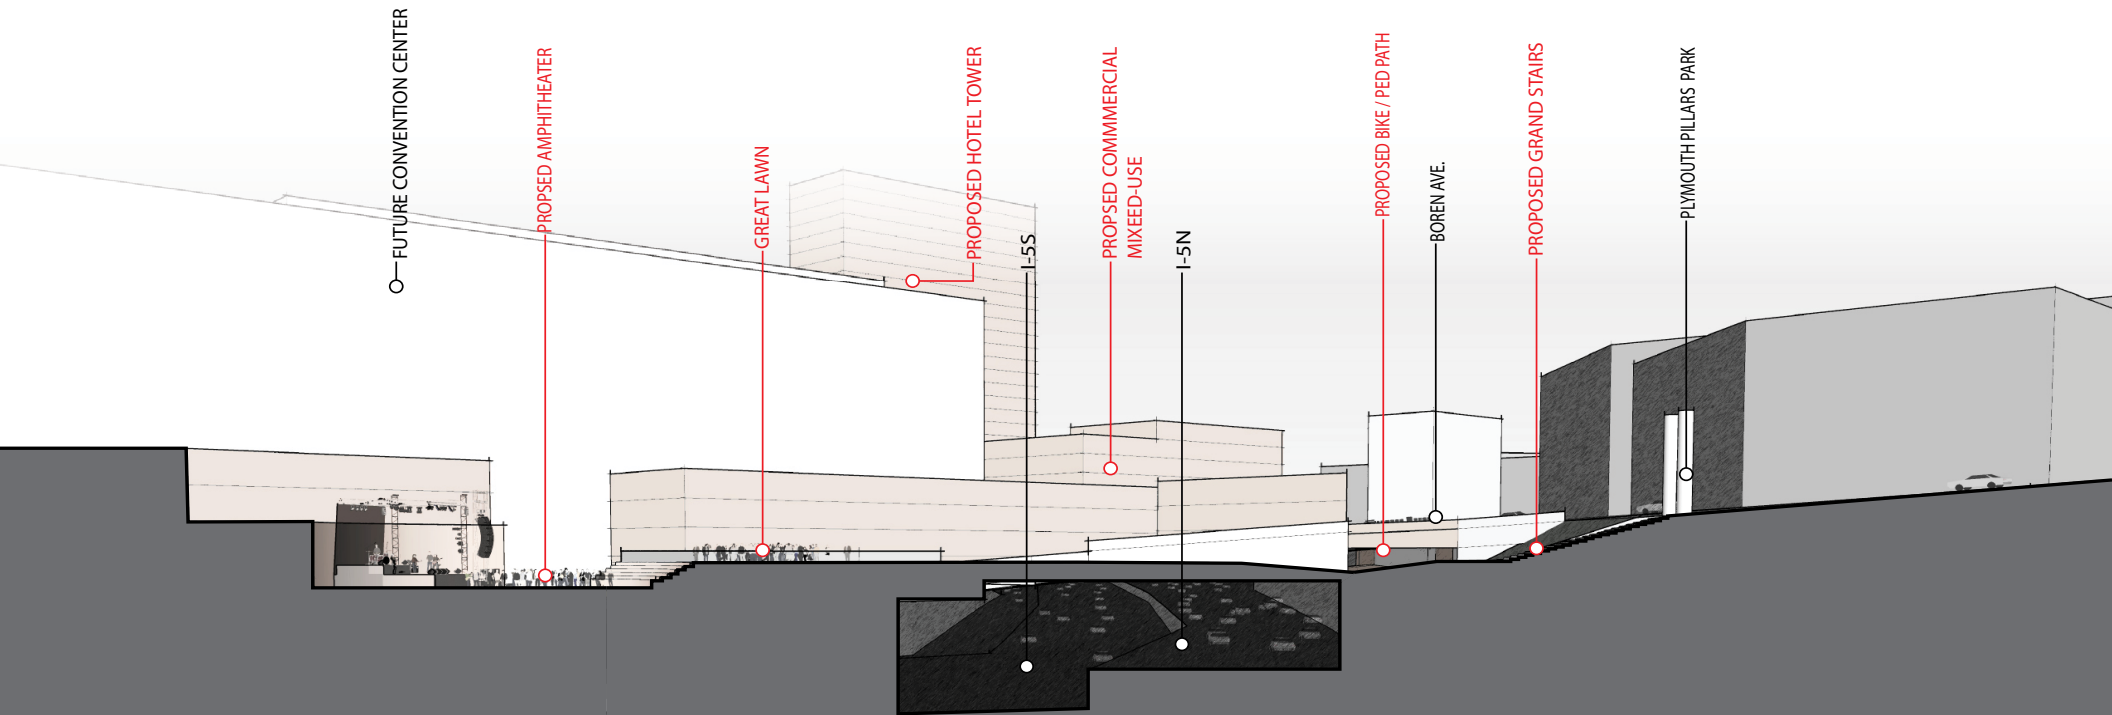 FUTURE CONVENTION CENTER
PROPSED AMPHITHEATER
GREAT LAWN
PROPOSED HOTEL TOWER
I-5S
PROPSED COMMMERCIAL
MIXEED-USE
I-5N
PROPOSED BIKE / PED PATH
BOREN AVE.
PROPOSED GRAND STAIRS
PLYMOUTH PILLARS PARK